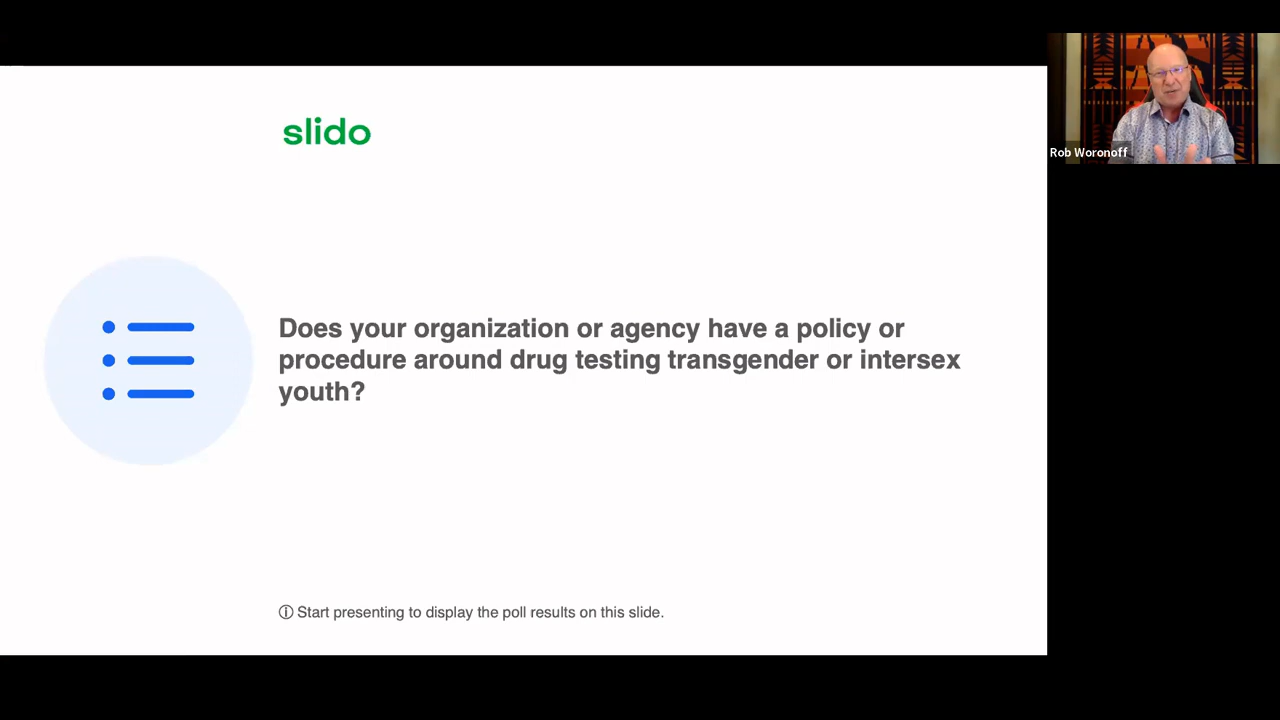 slido
Rob Woronoff
Does your organization or agency have a policy or
procedure around drug testing transgender or intersex
youth?
ⓘ Start presenting to display the poll results on this slide.